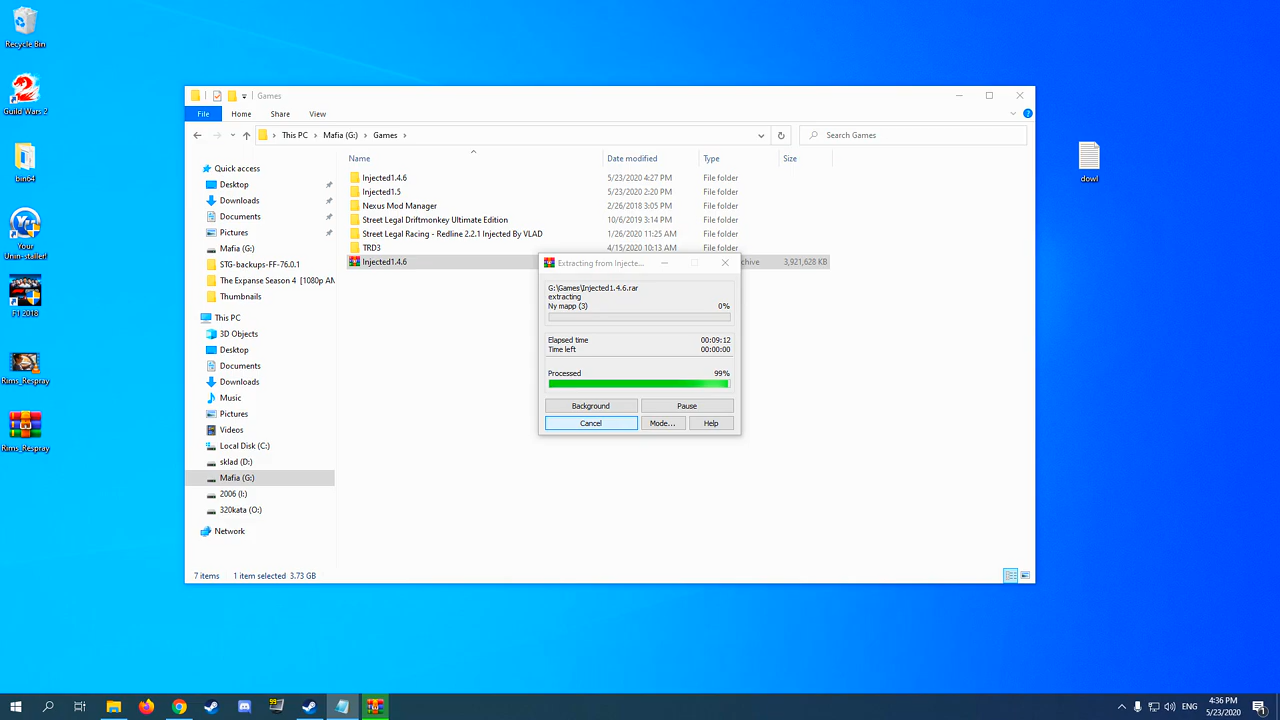 Recycle Bin
Guild Wars 2
bin64
Your
Unin-staller!
F1 2018
Rims_Respray
Rims_Respray
dowl
Games
File Home Share View
This PC Mafia (G:) Games
Search Games
Name Date modified Type Size
Quick access
Desktop
Downloads
Documents
Pictures
Mafia (G:)
STG-backups-FF-76.0.1
The Expanse Season 4 [1080p AM
Thumbnails
This PC
3D Objects
Desktop
Documents
Downloads
Music
Pictures
Videos
Local Disk (C:)
sklad (D:)
Mafia (G:)
2006 (I:)
320kata (O:)
Network
Injected1.4.6 5/23/2020 4:27 PM File folder
Injected1.5 5/23/2020 2:20 PM File folder
Nexus Mod Manager 2/26/2018 3:05 PM File folder
Street Legal Driftmonkey Ultimate Edition 10/6/2019 3:14 PM File folder
Street Legal Racing - Redline 2.2.1 Injected By VLAD 1/26/2020 11:25 AM File folder
TRD3 4/15/2020 10:13 AM File folder
Injected1.4.6 chive 3,921,628 KB
Extracting from Injecte...
G:\Games\Injected1.4.6.rar
extracting
Ny mapp (3) 0%
Elapsed time 00:09:12
Time left 00:00:00
Processed 99%
Background Pause
Cancel Mode... Help
7 items 1 item selected 3.73 GB
99
4:36 PM
5/23/2020
1